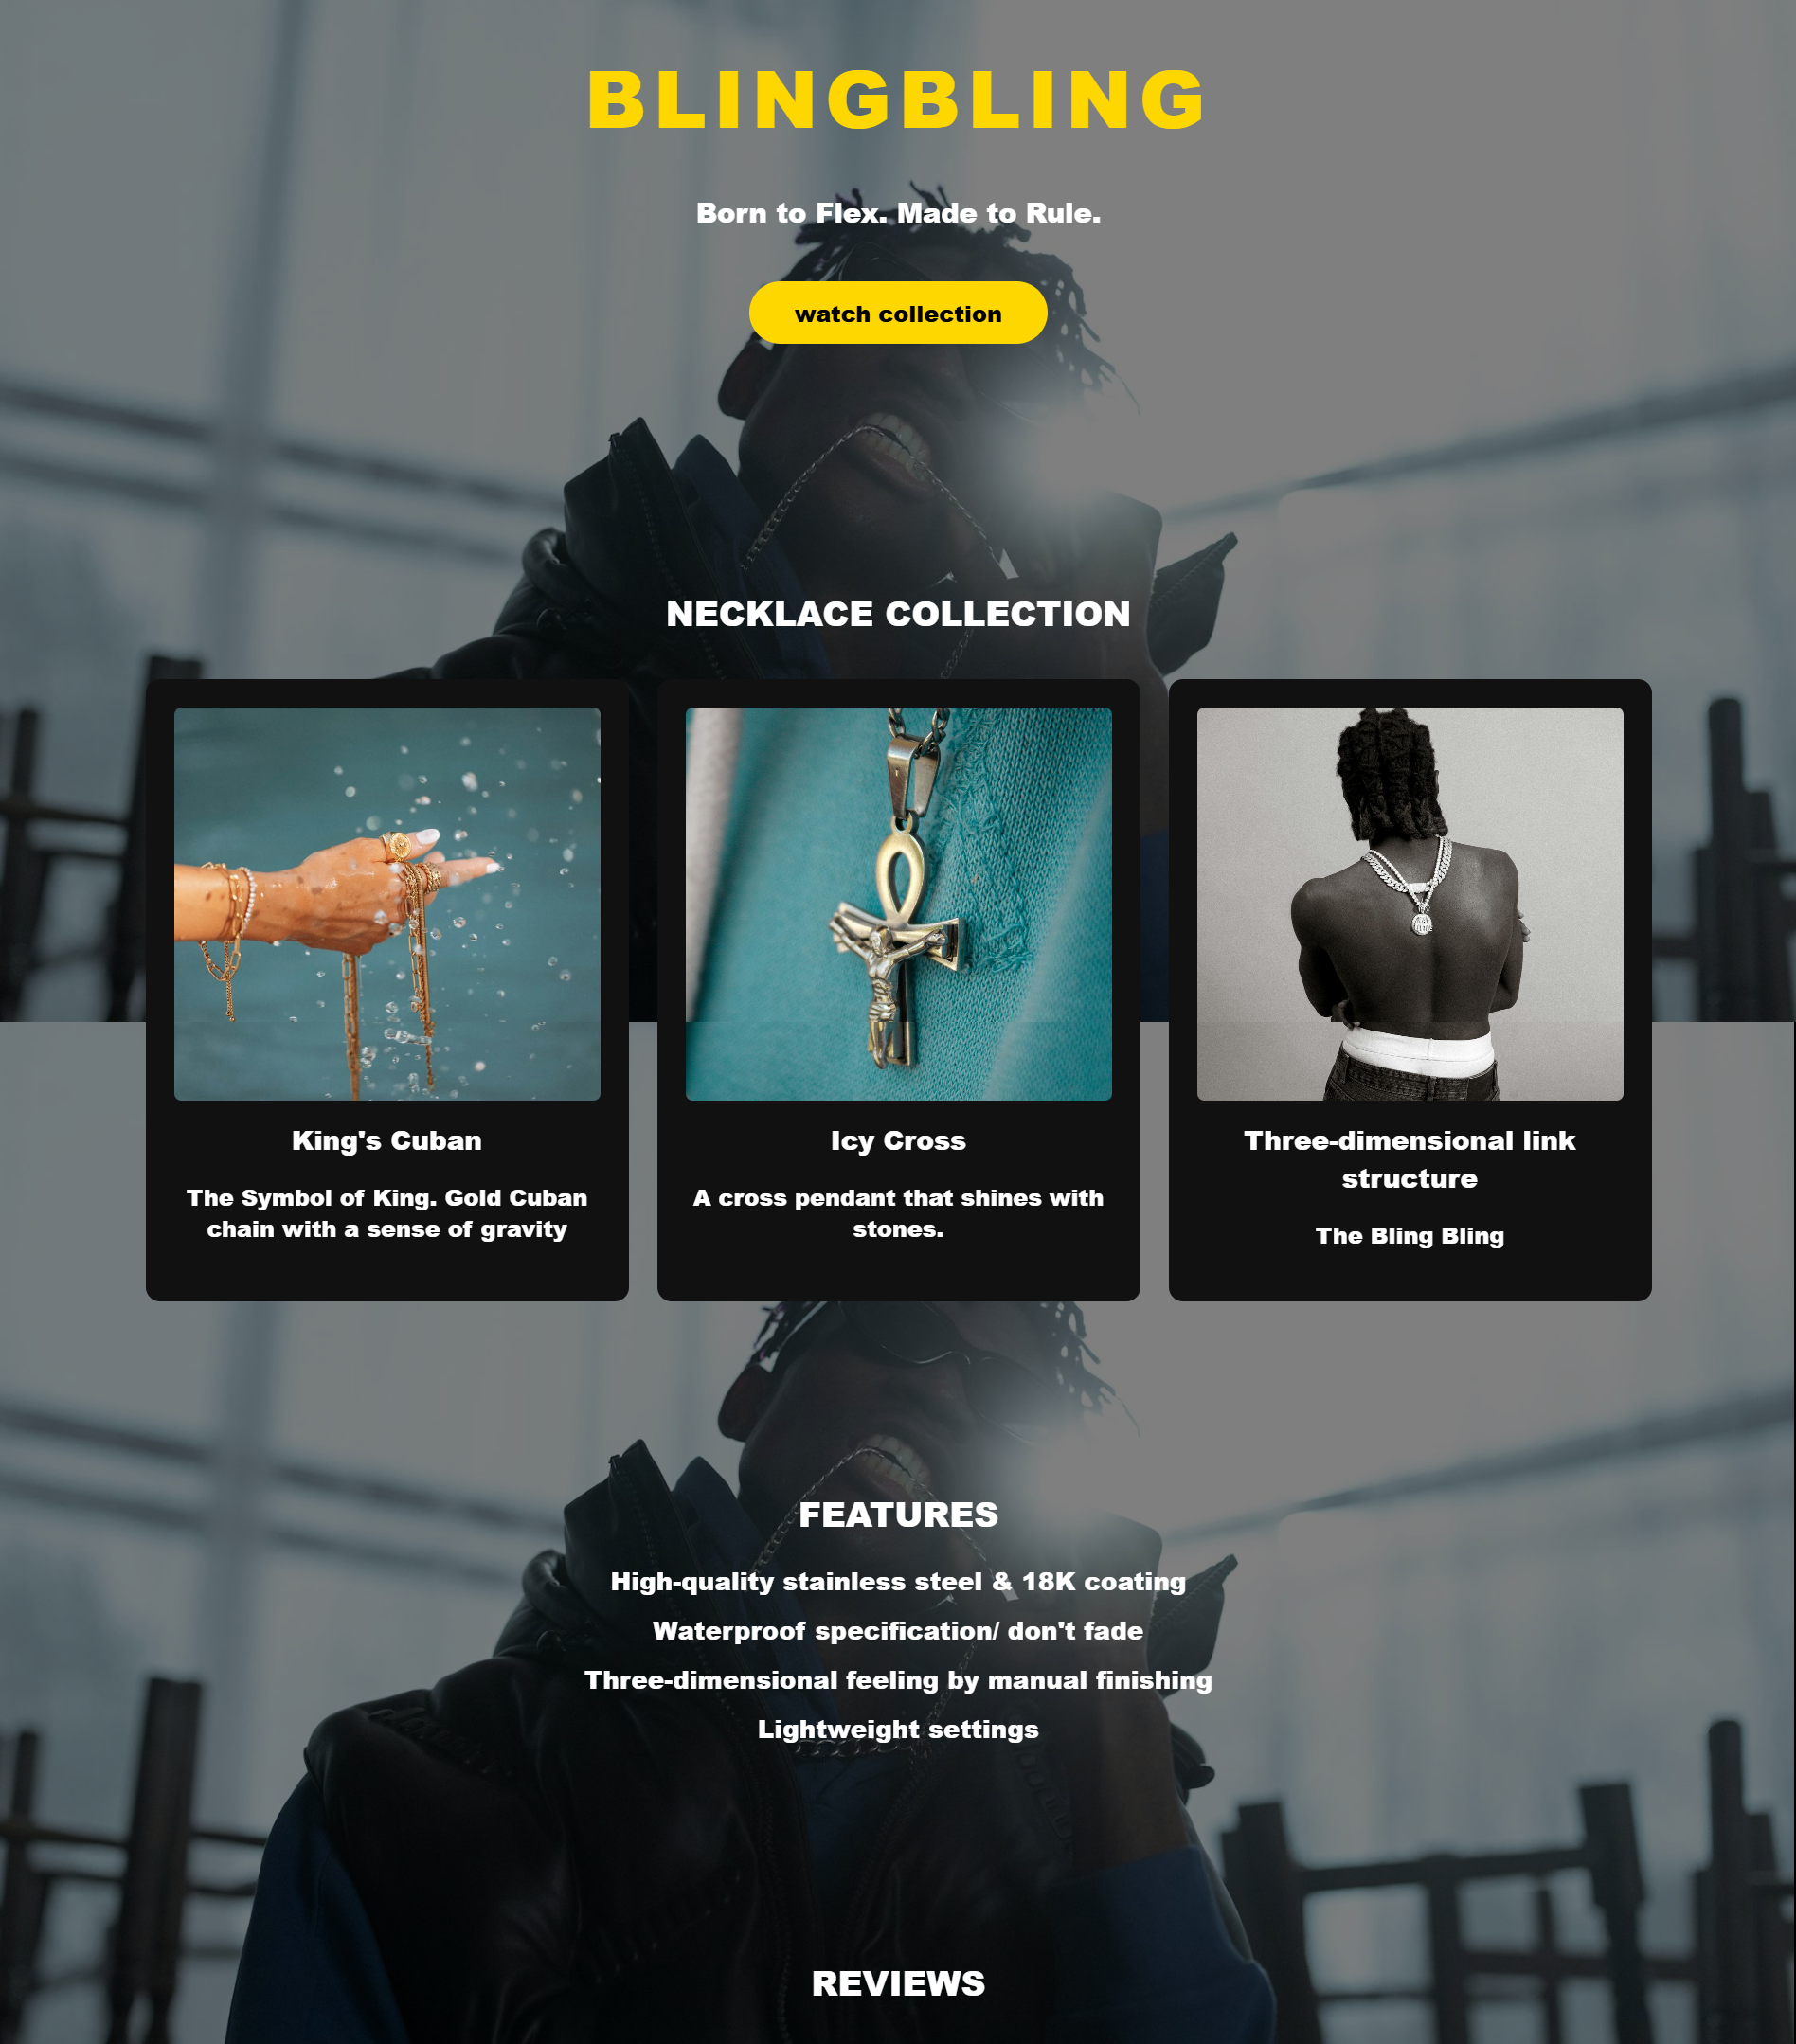 BLINGBLING
Born to Flex. Made to Rule.
watch collection
NECKLACE COLLECTION
King's Cuban
The Symbol of King. Gold Cuban
chain with a sense of gravity
Icy Cross
A cross pendant that shines with
stones.
Three-dimensional link
structure
The Bling Bling
FEATURES
High-quality stainless steel & 18K coating
Waterproof specification/ don't fade
Three-dimensional feeling by manual finishing
Lightweight settings
REVIEWS